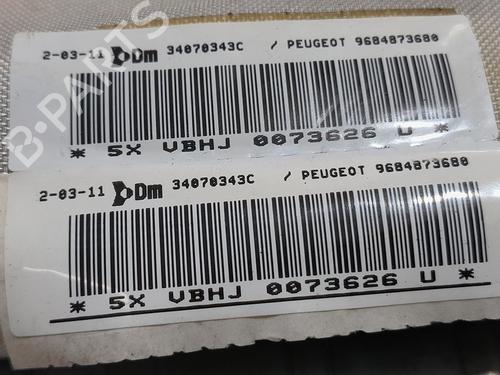 2-03-11 Dm 34070343C / PEUGEOT 9684873680
* 5X VBHJ 0073626 U *
2-03-11 Dm 34070343C / PEUGEOT 9684873680
* 5X VBHJ 0073626 U *
B-PARTS